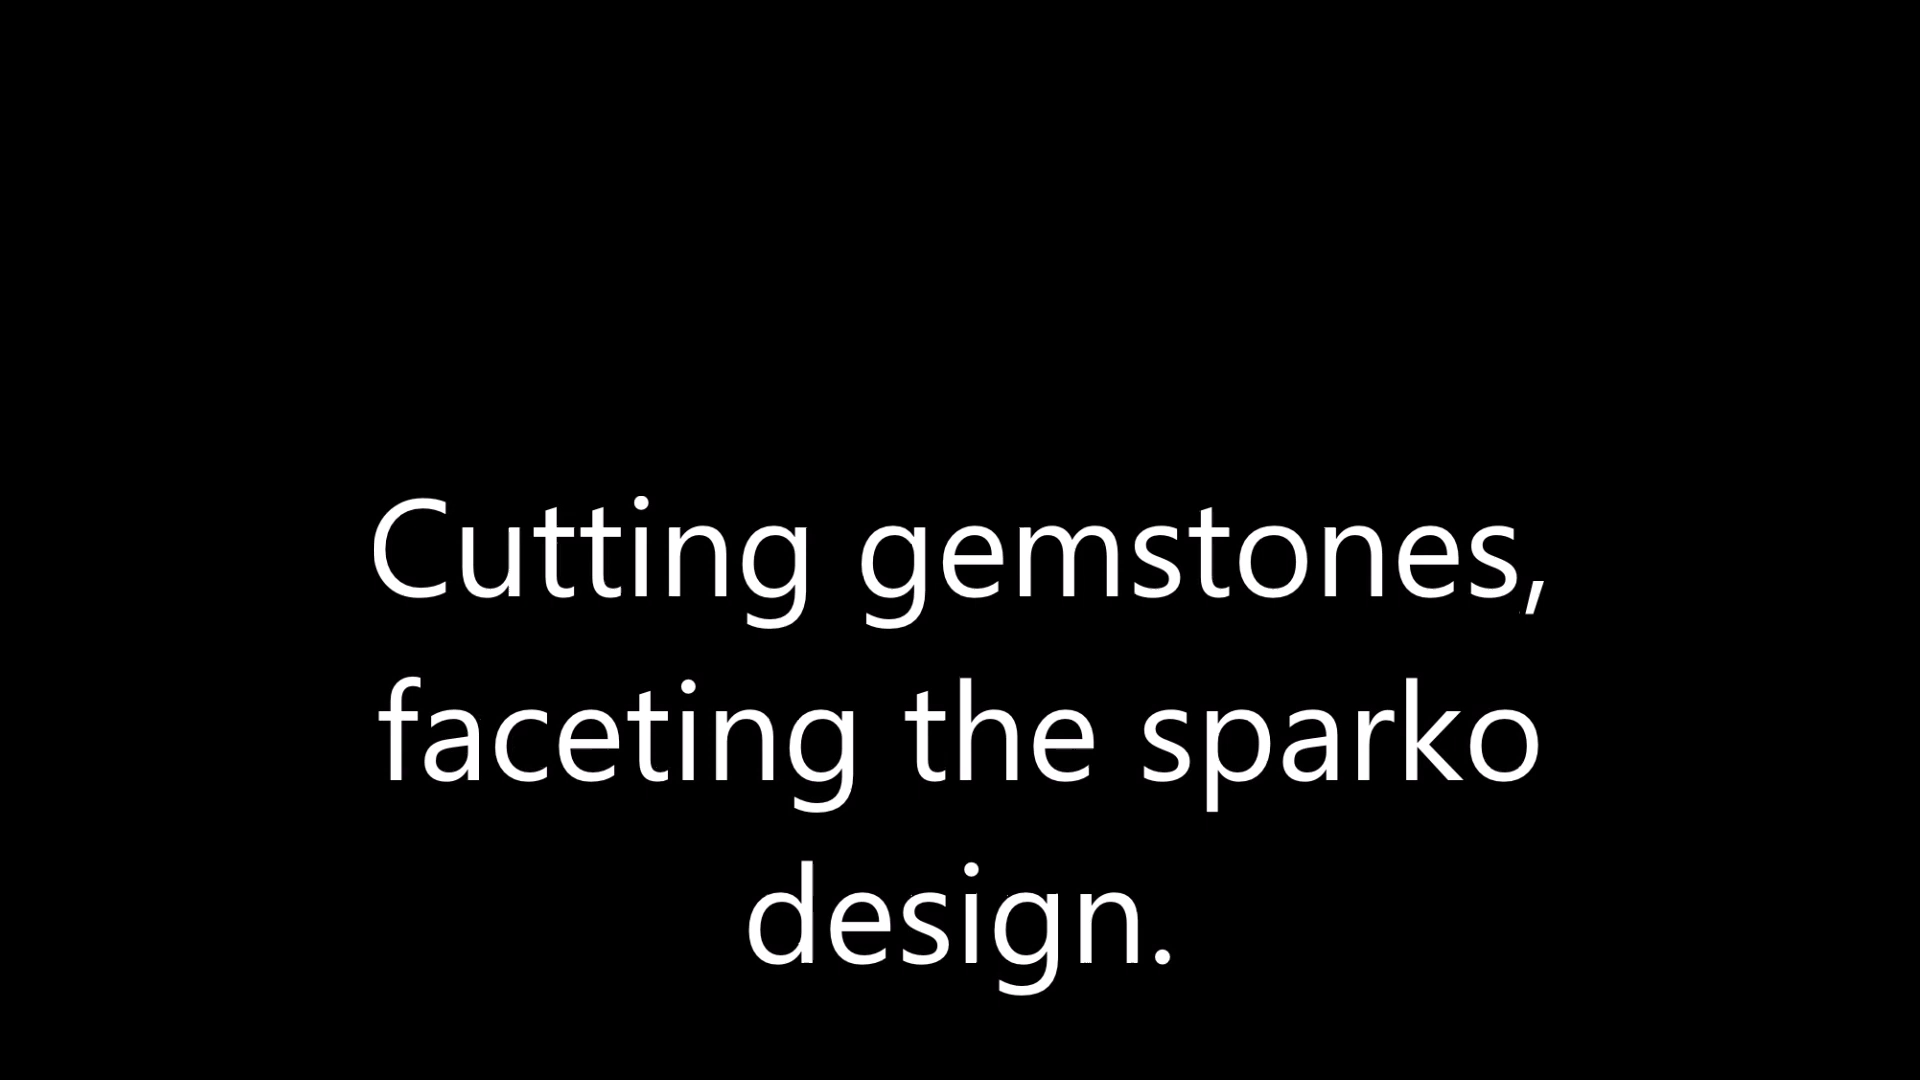 Cutting gemstones,
faceting the sparko
design.